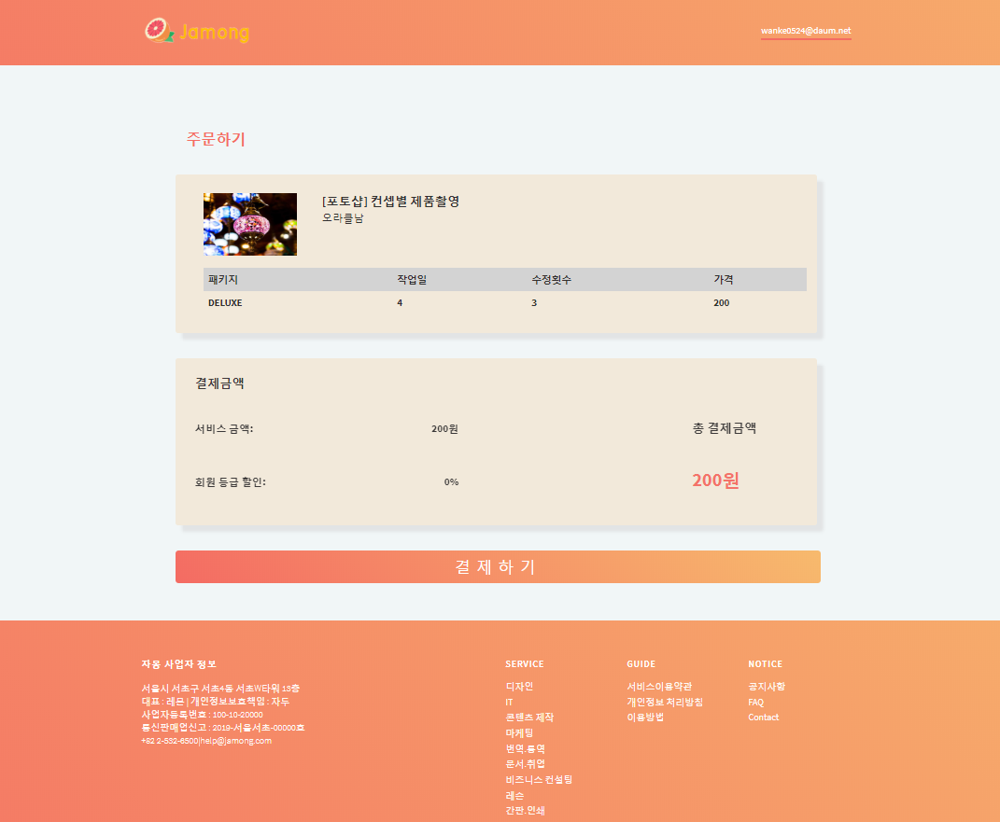 Jamong
wanke0524@daum.net
주문하기
[포토샵] 컨셉별 제품촬영
오라클남
패키지 작업일 수정횟수 가격
DELUXE 4 3 200
결제금액
서비스 금액: 200원 총 결제금액
회원 등급 할인: 0% 200원
결 제 하 기
자몽 사업자 정보
서울시 서초구 서초4동 서초W타워 13층
대표 : 레몬 | 개인정보보호책임 : 자두
사업자등록번호 : 100-10-20000
통신판매업신고 : 2019-서울서초-00000호
+82 2-532-6500|help@jamong.com
SERVICE
디자인
IT
콘텐츠 제작
마케팅
번역.통역
문서.취업
비즈니스 컨설팅
레슨
간판.인쇄
GUIDE
서비스이용약관
개인정보 처리방침
이용방법
NOTICE
공지사항
FAQ
Contact